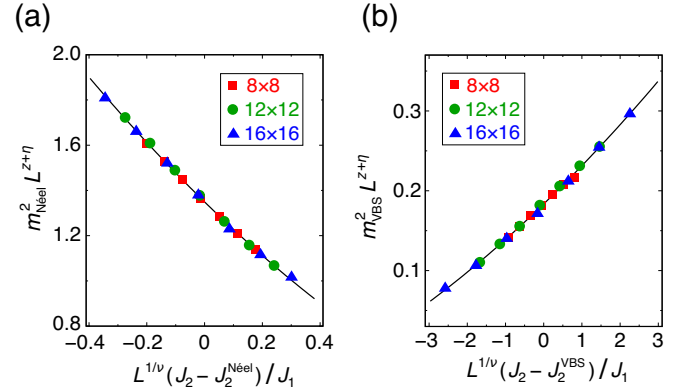 (a)
2.0
1.6
1.2
0.8
m²Néel L^{z+η}
8×8
12×12
16×16
−0.4 −0.2 0 0.2 0.4
L^{1/ν}(J₂−J₂^{Néel})/J₁
(b)
0.3
0.2
0.1
m²VBS L^{z+η}
8×8
12×12
16×16
−3 −2 −1 0 1 2 3
L^{1/ν}(J₂−J₂^{VBS})/J₁